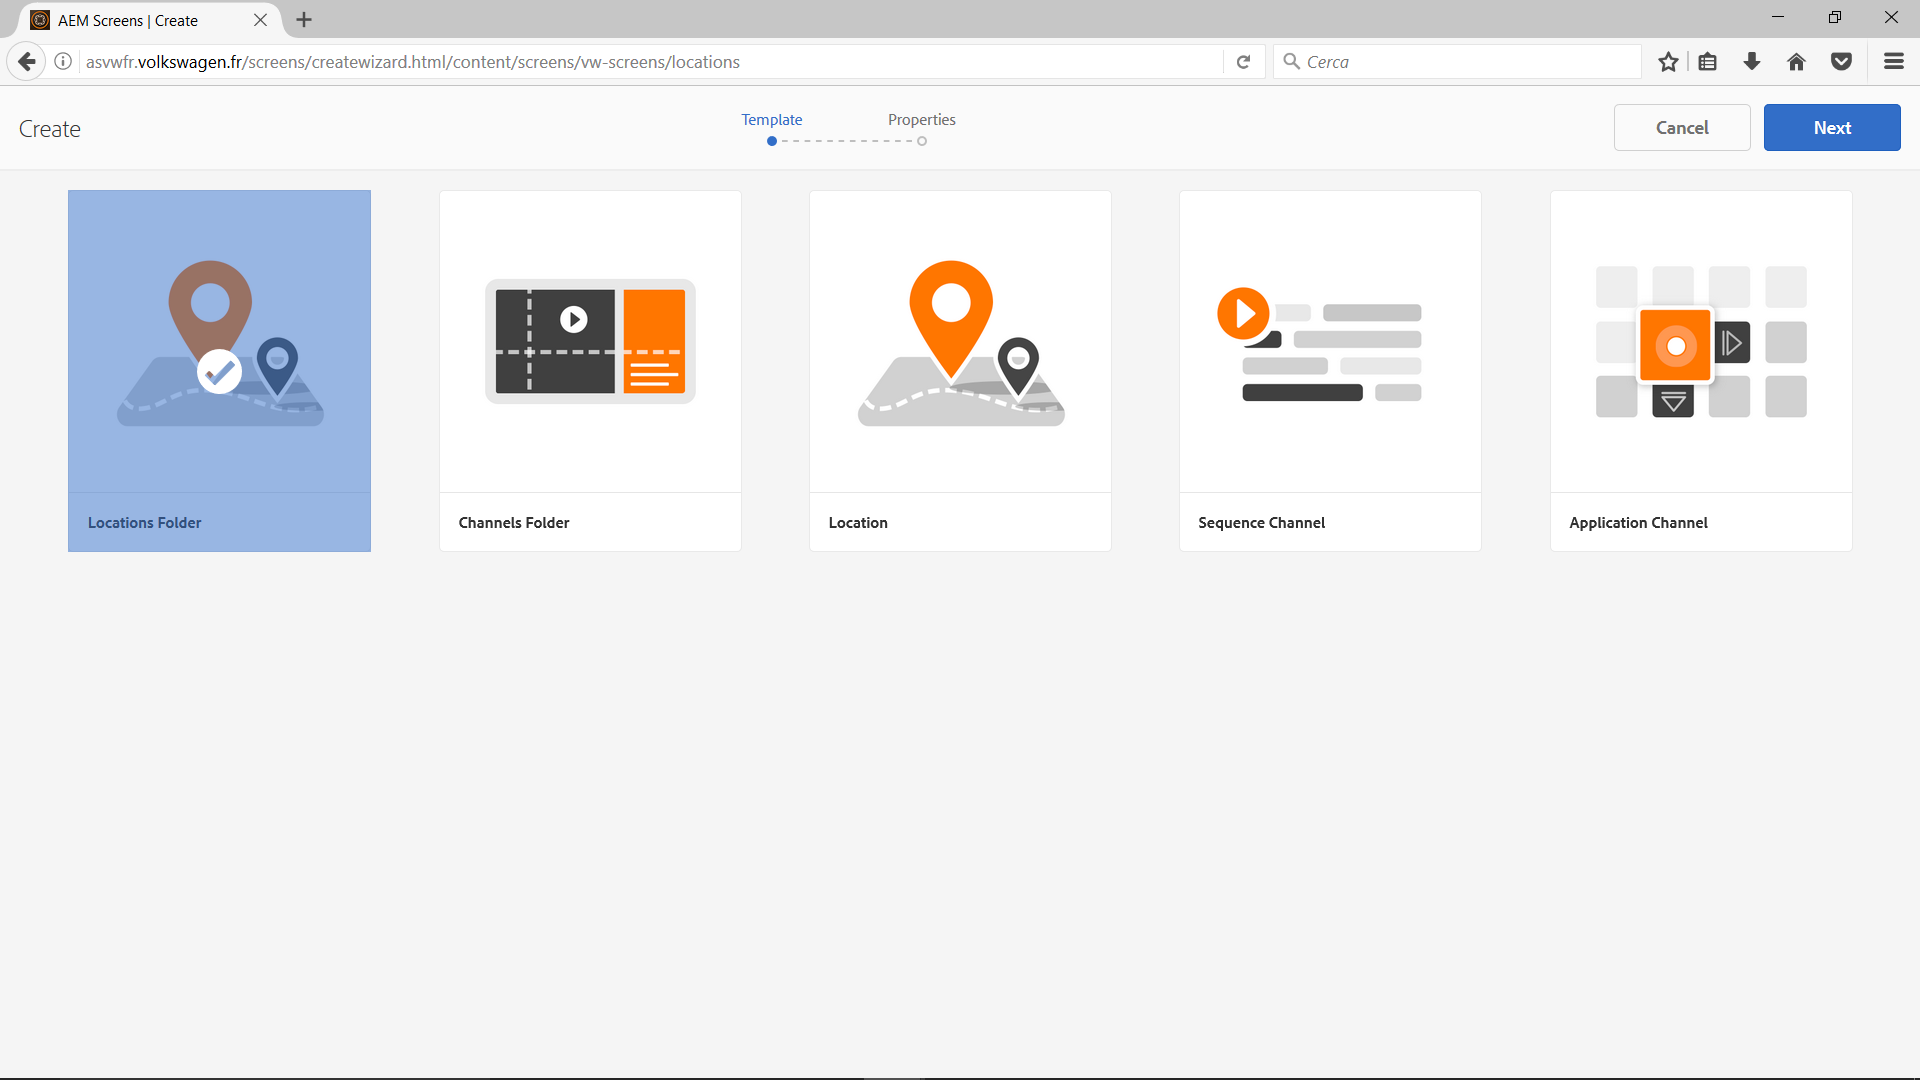 AEM Screens | Create
asvwfr.volkswagen.fr/screens/createwizard.html/content/screens/vw-screens/locations
Cerca
Create
Template
Properties
Cancel
Next
Locations Folder
Channels Folder
Location
Sequence Channel
Application Channel